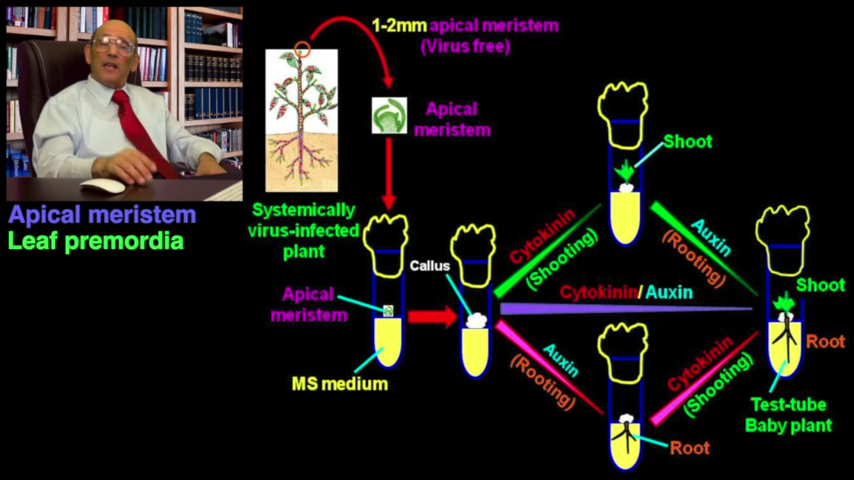 1-2mm apical meristem
(Virus free)
Apical
meristem
Shoot
Apical meristem
Leaf premordia
Systemically
virus-infected
plant
Cytokinin
(Shooting)
Auxin
(Rooting)
Callus
Apical
meristem
Cytokinin/Auxin
Shoot
MS medium
Auxin
(Rooting)
Cytokinin
(Shooting)
Root
Test-tube
Baby plant
Root